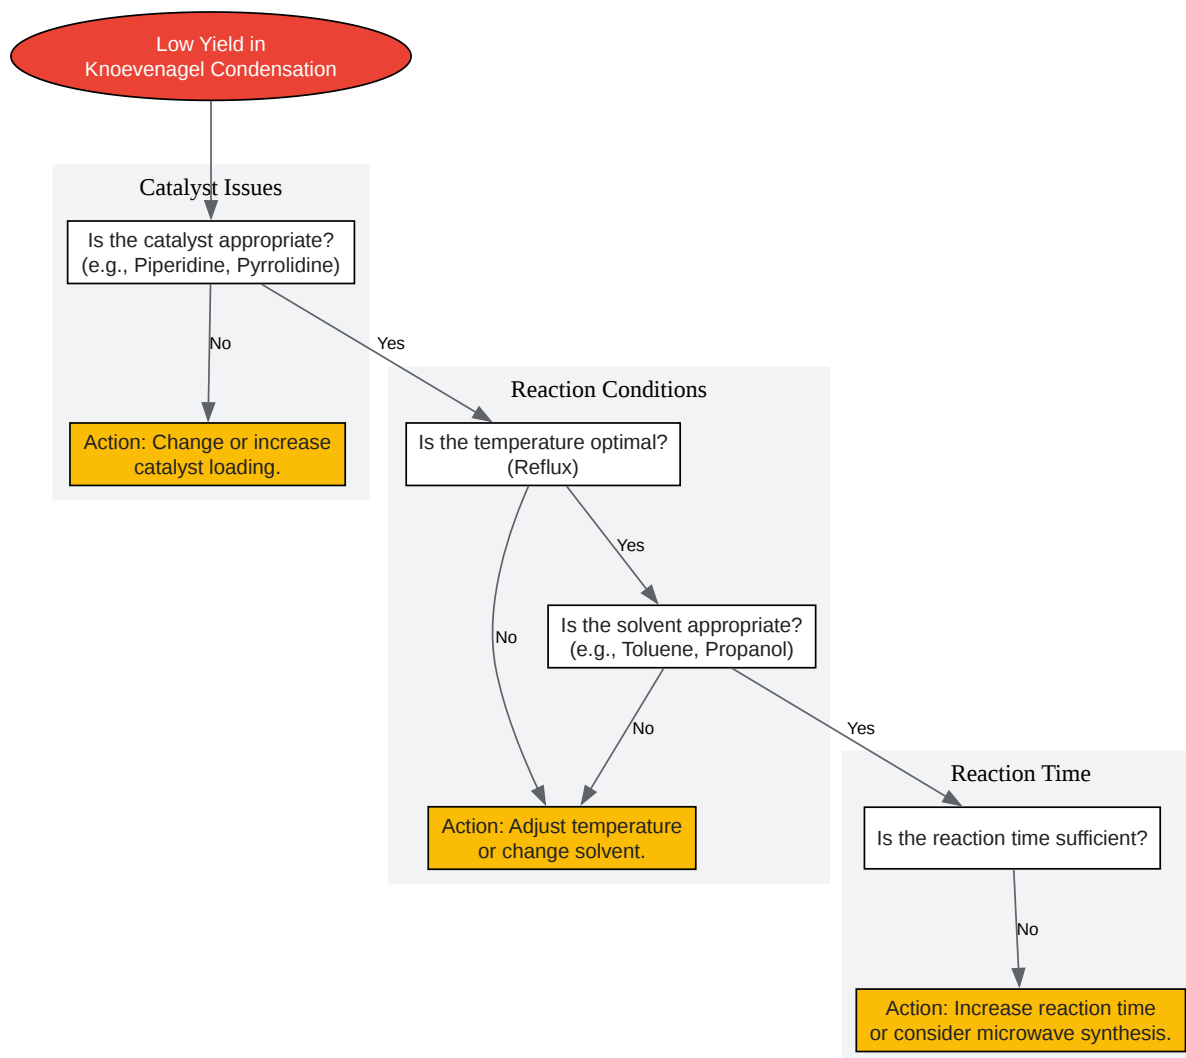 Low Yield in
Knoevenagel Condensation
Catalyst Issues
Is the catalyst appropriate?
(e.g., Piperidine, Pyrrolidine)
No
Yes
Action: Change or increase
catalyst loading.
Reaction Conditions
Is the temperature optimal?
(Reflux)
Yes
No
Is the solvent appropriate?
(e.g., Toluene, Propanol)
No
Yes
Action: Adjust temperature
or change solvent.
Reaction Time
Is the reaction time sufficient?
No
Action: Increase reaction time
or consider microwave synthesis.